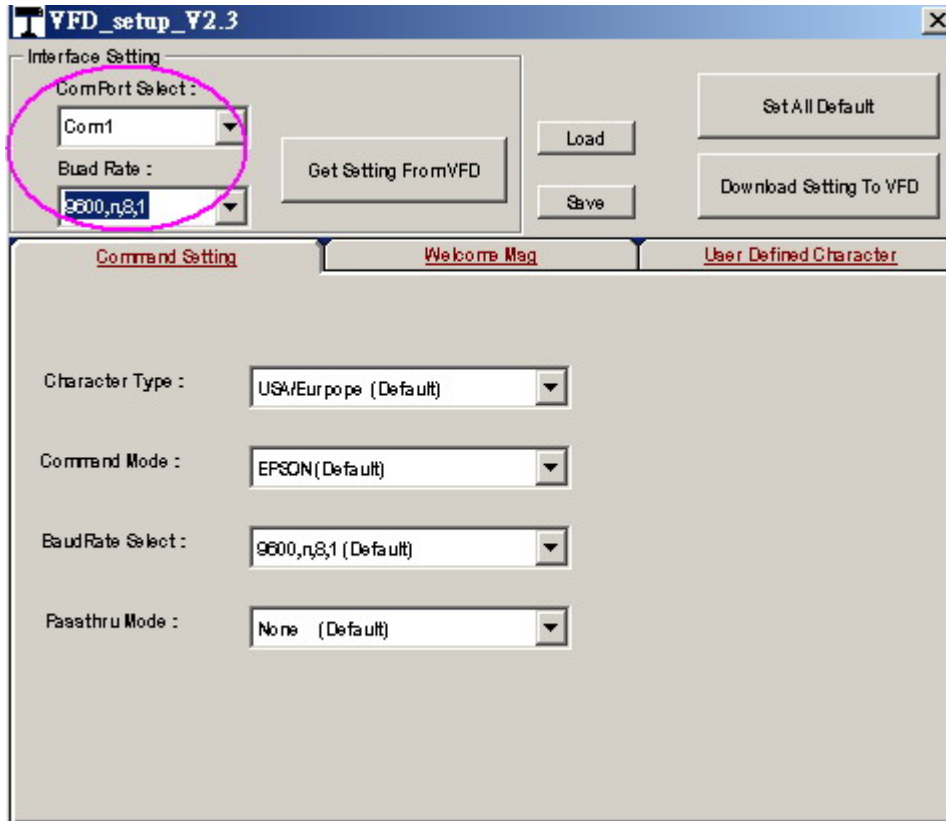 VFD_setup_V2.3
Interface Setting
ComPort Select :
Com1
Buad Rate :
9600,n,8,1
Get Setting From VFD
Load
Save
Set All Default
Download Setting To VFD
Command Setting
Welcome Msg
User Defined Character
Character Type :
USA/Eurpope (Default)
Command Mode :
EPSON(Default)
BaudRate Select :
9600,n,8,1 (Default)
Passthru Mode :
None (Default)